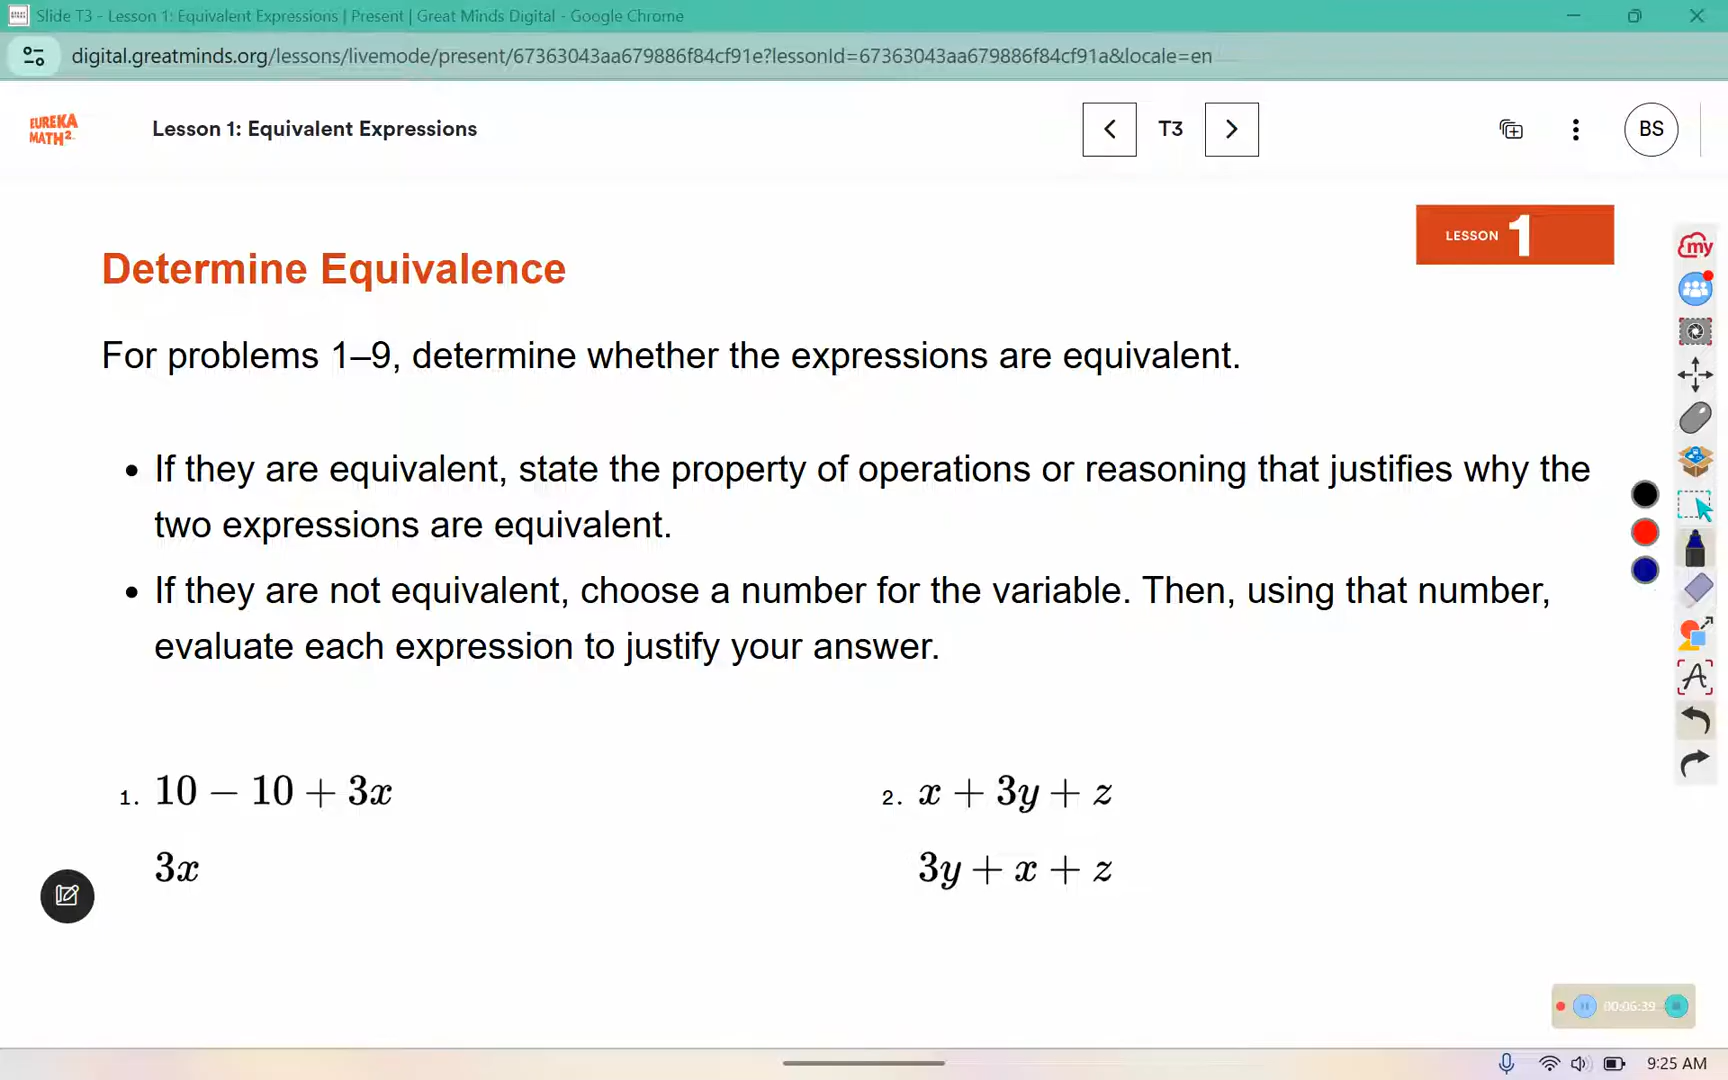 Slide T3 - Lesson 1: Equivalent Expressions | Present | Great Minds Digital - Google Chrome
digital.greatminds.org/lessons/livemode/present/67363043aa679886f84cf91e?lessonId=67363043aa679886f84cf91a&locale=en
EUREKA
MATH²
Lesson 1: Equivalent Expressions
T3
BS
LESSON 1
my
Determine Equivalence
For problems 1–9, determine whether the expressions are equivalent.
• If they are equivalent, state the property of operations or reasoning that justifies why the
two expressions are equivalent.
• If they are not equivalent, choose a number for the variable. Then, using that number,
evaluate each expression to justify your answer.
A
1. 10 − 10 + 3x
3x
2. x + 3y + z
3y + x + z
00:06:39
9:25 AM